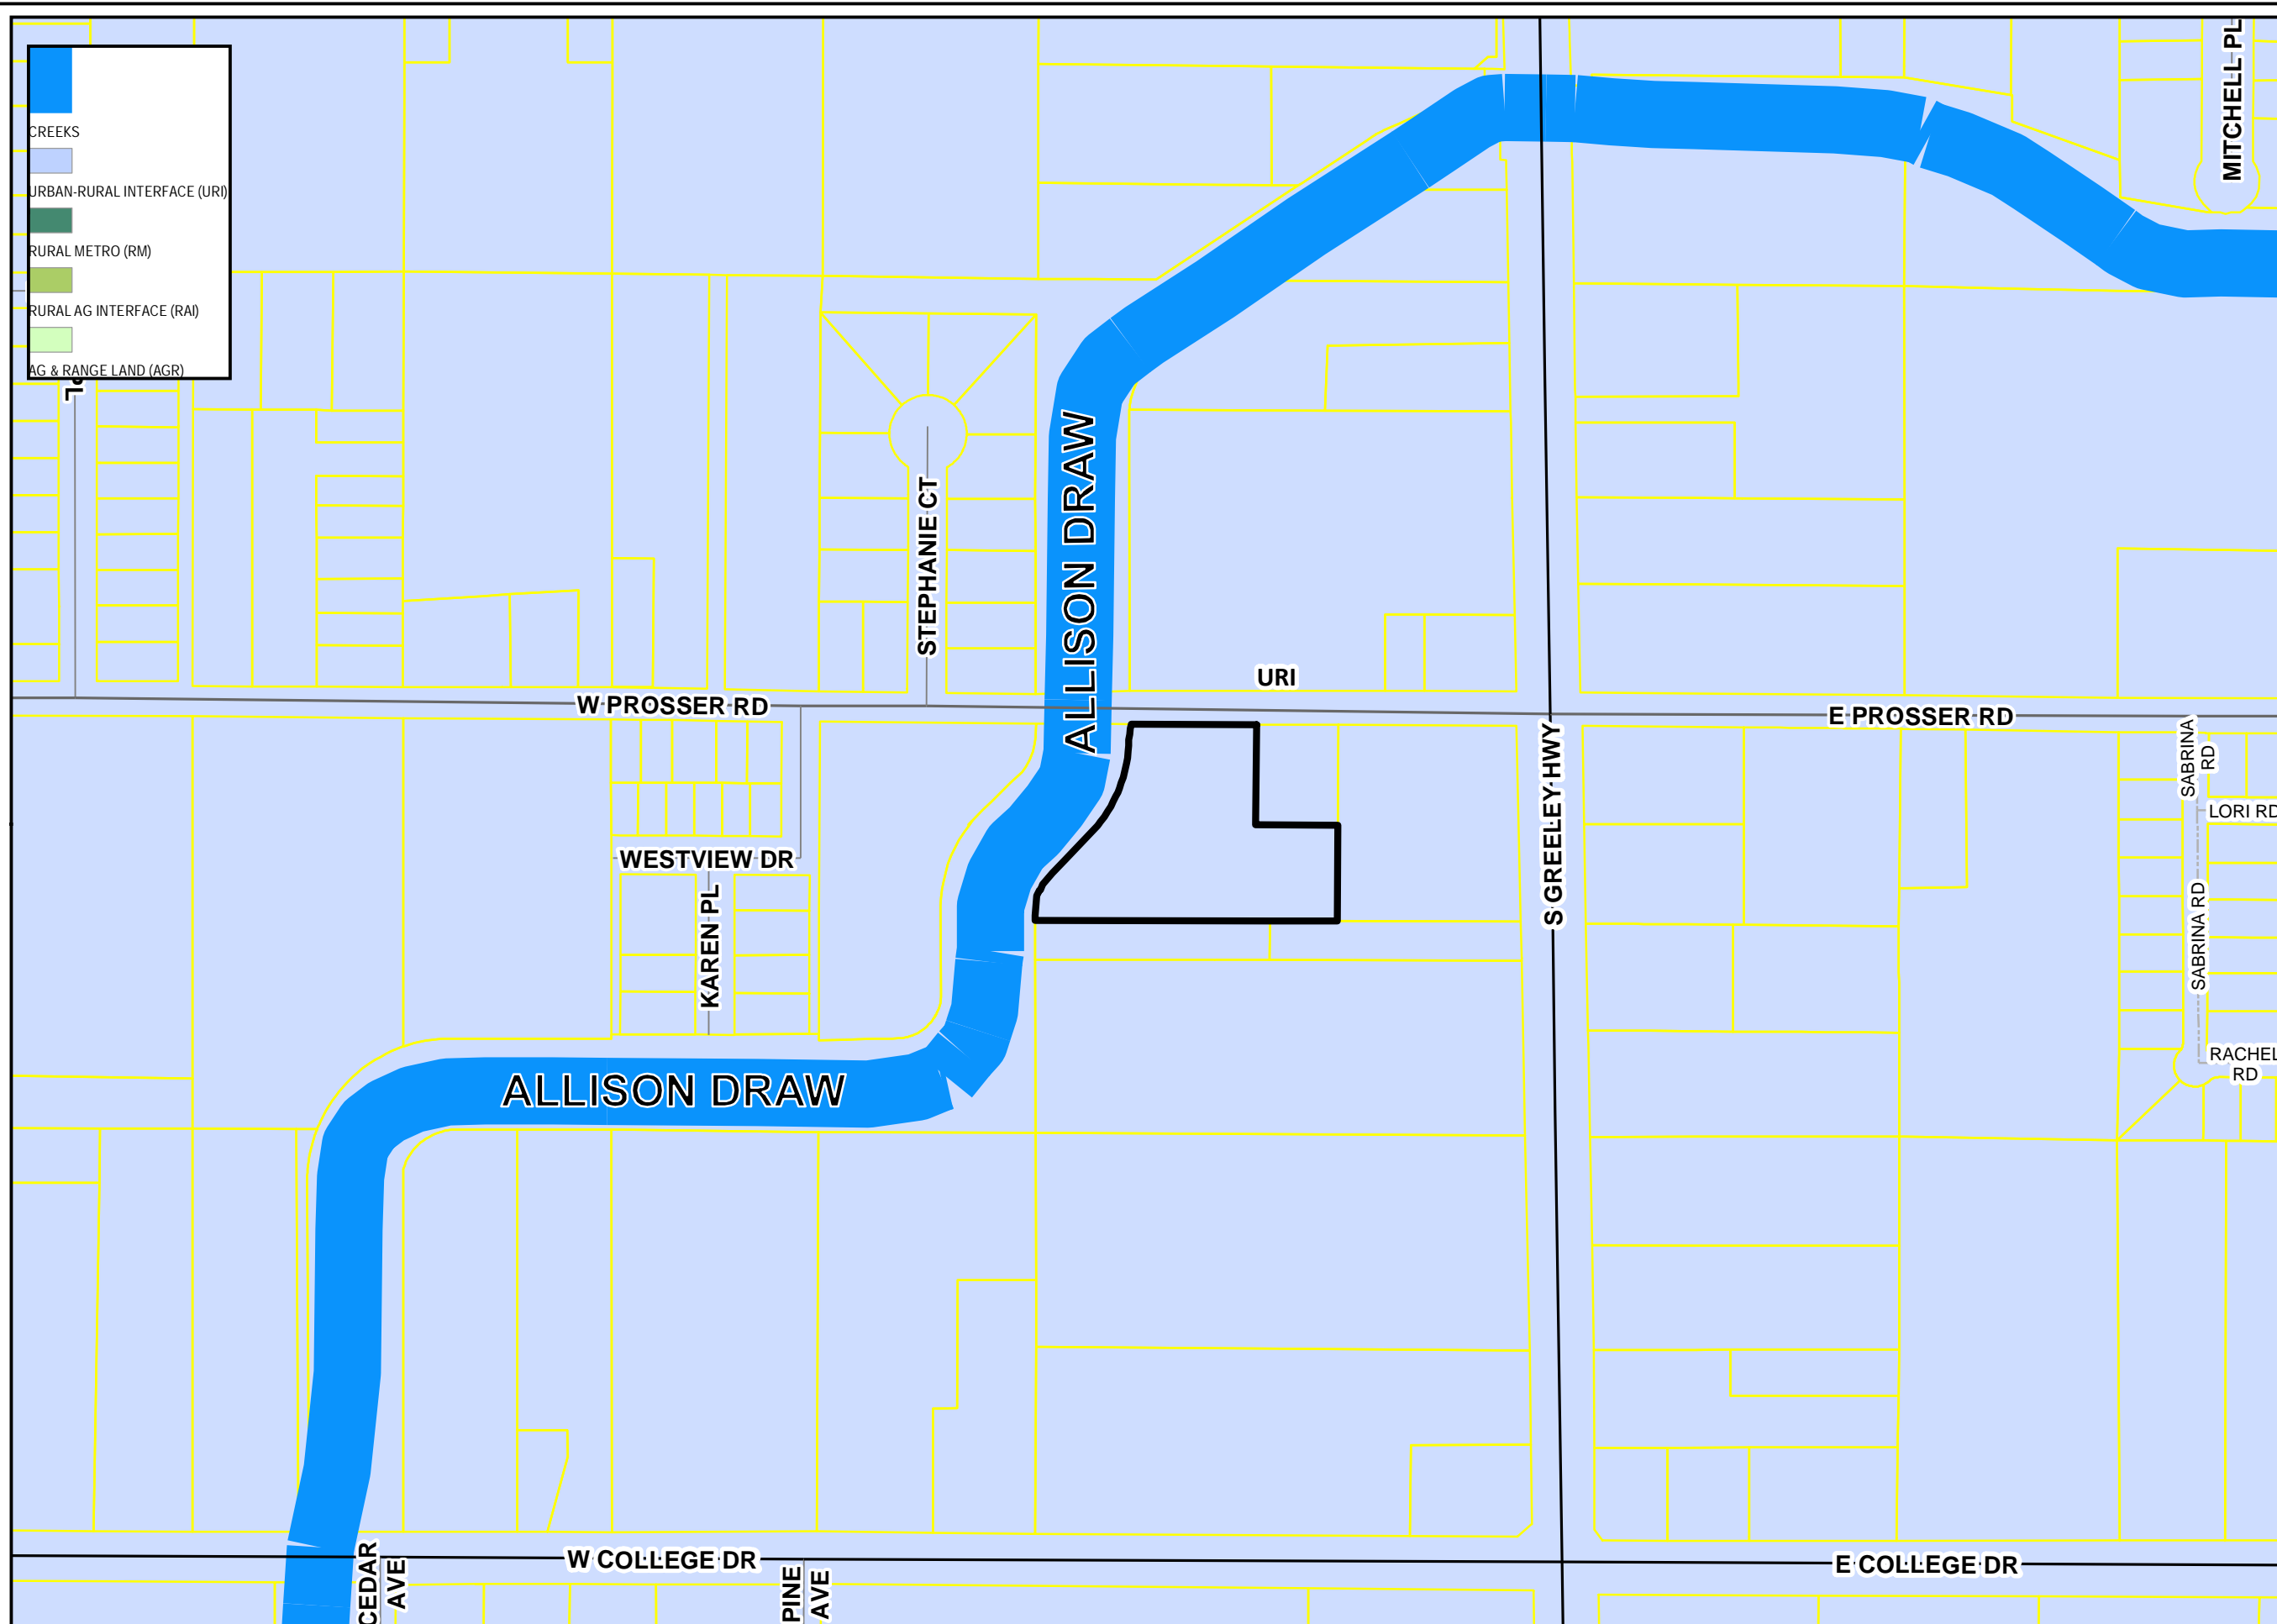 CREEKS
URBAN-RURAL INTERFACE (URI)
RURAL METRO (RM)
RURAL AG INTERFACE (RAI)
AG & RANGE LAND (AGR)
MITCHELL PL
STEPHANIE CT
ALLISON DRAW
URI
W PROSSER RD
E PROSSER RD
SABRINA
RD
LORI RD
S GREELEY HWY
WESTVIEW DR
KAREN PL
SABRINA RD
RACHEL
RD
ALLISON DRAW
W COLLEGE DR
E COLLEGE DR
CEDAR
AVE
PINE
AVE